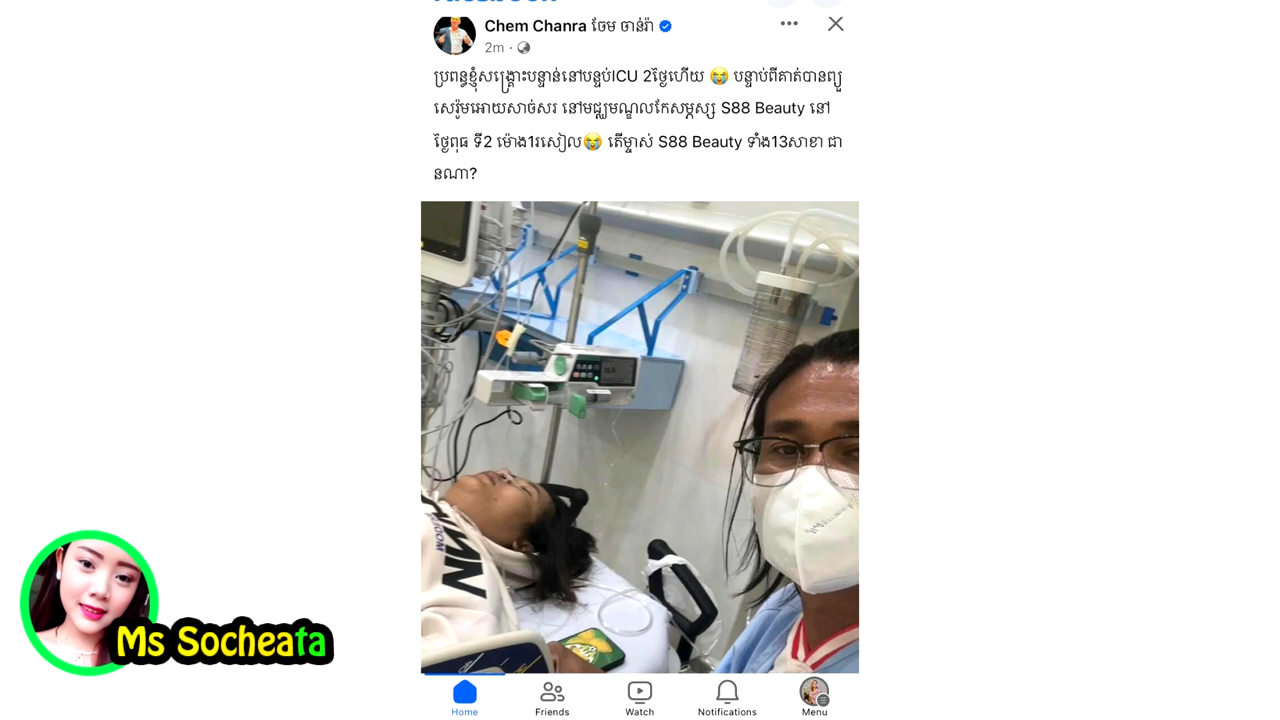 Chem Chanra ចែម ចាន់រ៉ា
2m ·
ប្រពន្ធខ្ញុំសង្គ្រោះបន្ទាន់នៅបន្ទប់ICU 2ថ្ងៃហើយ 😭 បន្ទាប់ពីគាត់បានព្យួ
សេរ៉ូមអោយសាច់សរ នៅមជ្ឈមណ្ឌលកែសម្ភស្ស S88 Beauty នៅ
ថ្ងៃពុធ ទី2 ម៉ោង1រសៀល😭 តើម្ចាស់ S88 Beauty ទាំង13សាខា ជា
នណា?
Ms Socheata
Home
Friends
Watch
Notifications
Menu